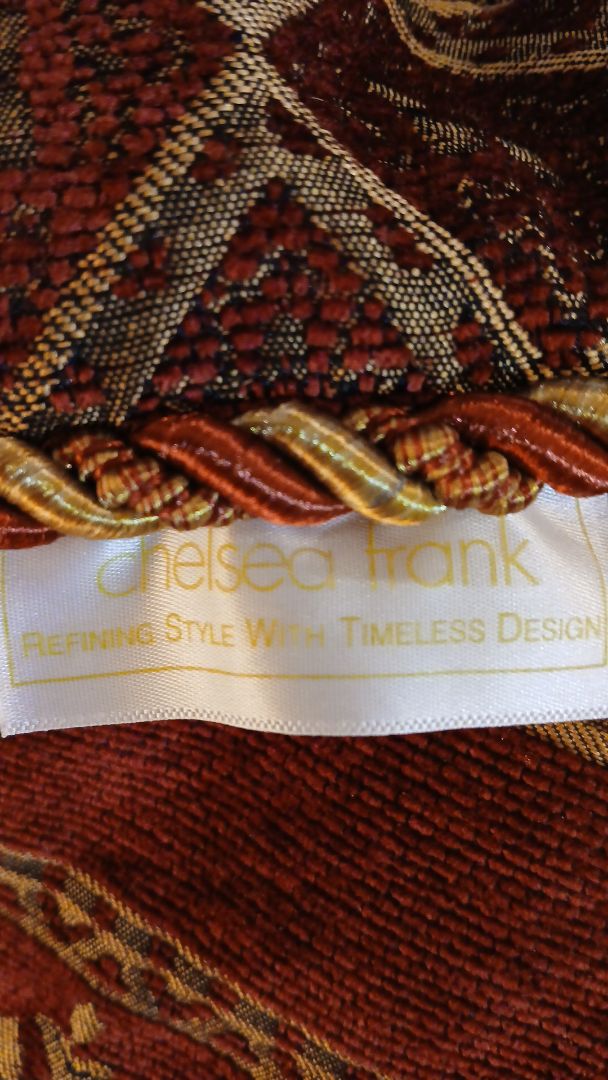 chelsea frank
REFINING STYLE WITH TIMELESS DESIGN